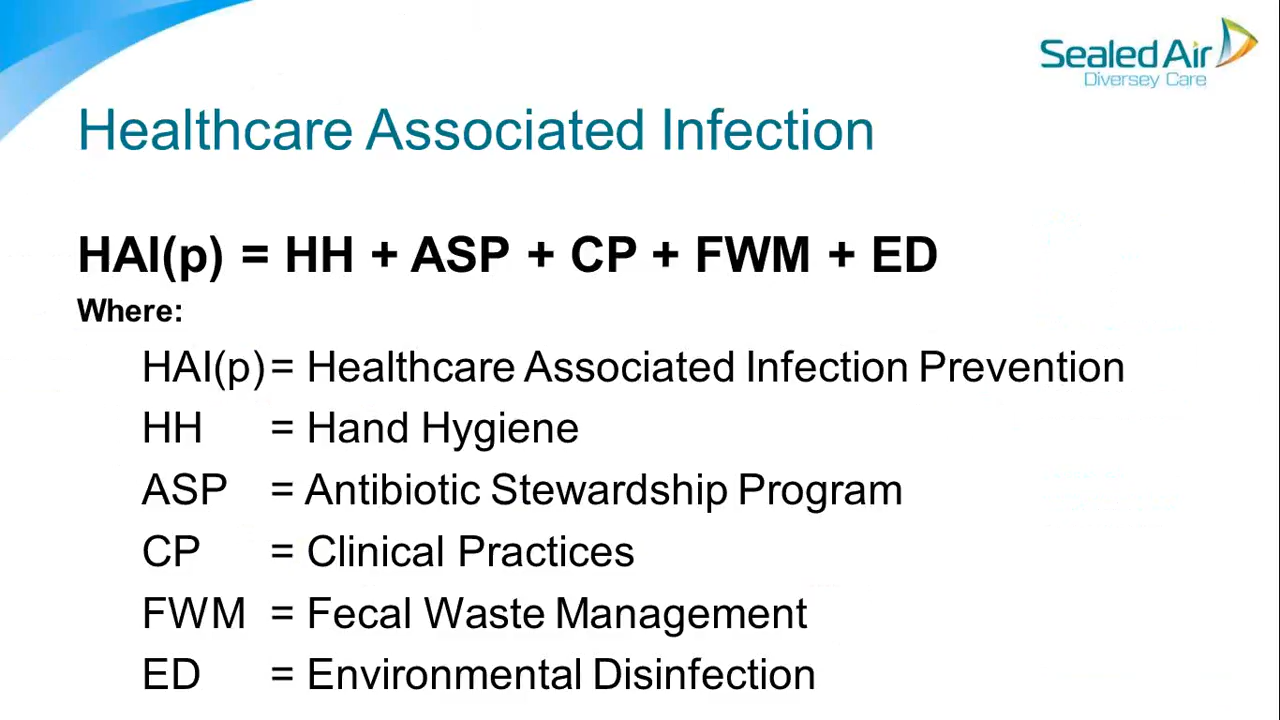 Sealed Air
Diversey Care
Healthcare Associated Infection
HAI(p) = HH + ASP + CP + FWM + ED
Where:
HAI(p) = Healthcare Associated Infection Prevention
HH = Hand Hygiene
ASP = Antibiotic Stewardship Program
CP = Clinical Practices
FWM = Fecal Waste Management
ED = Environmental Disinfection